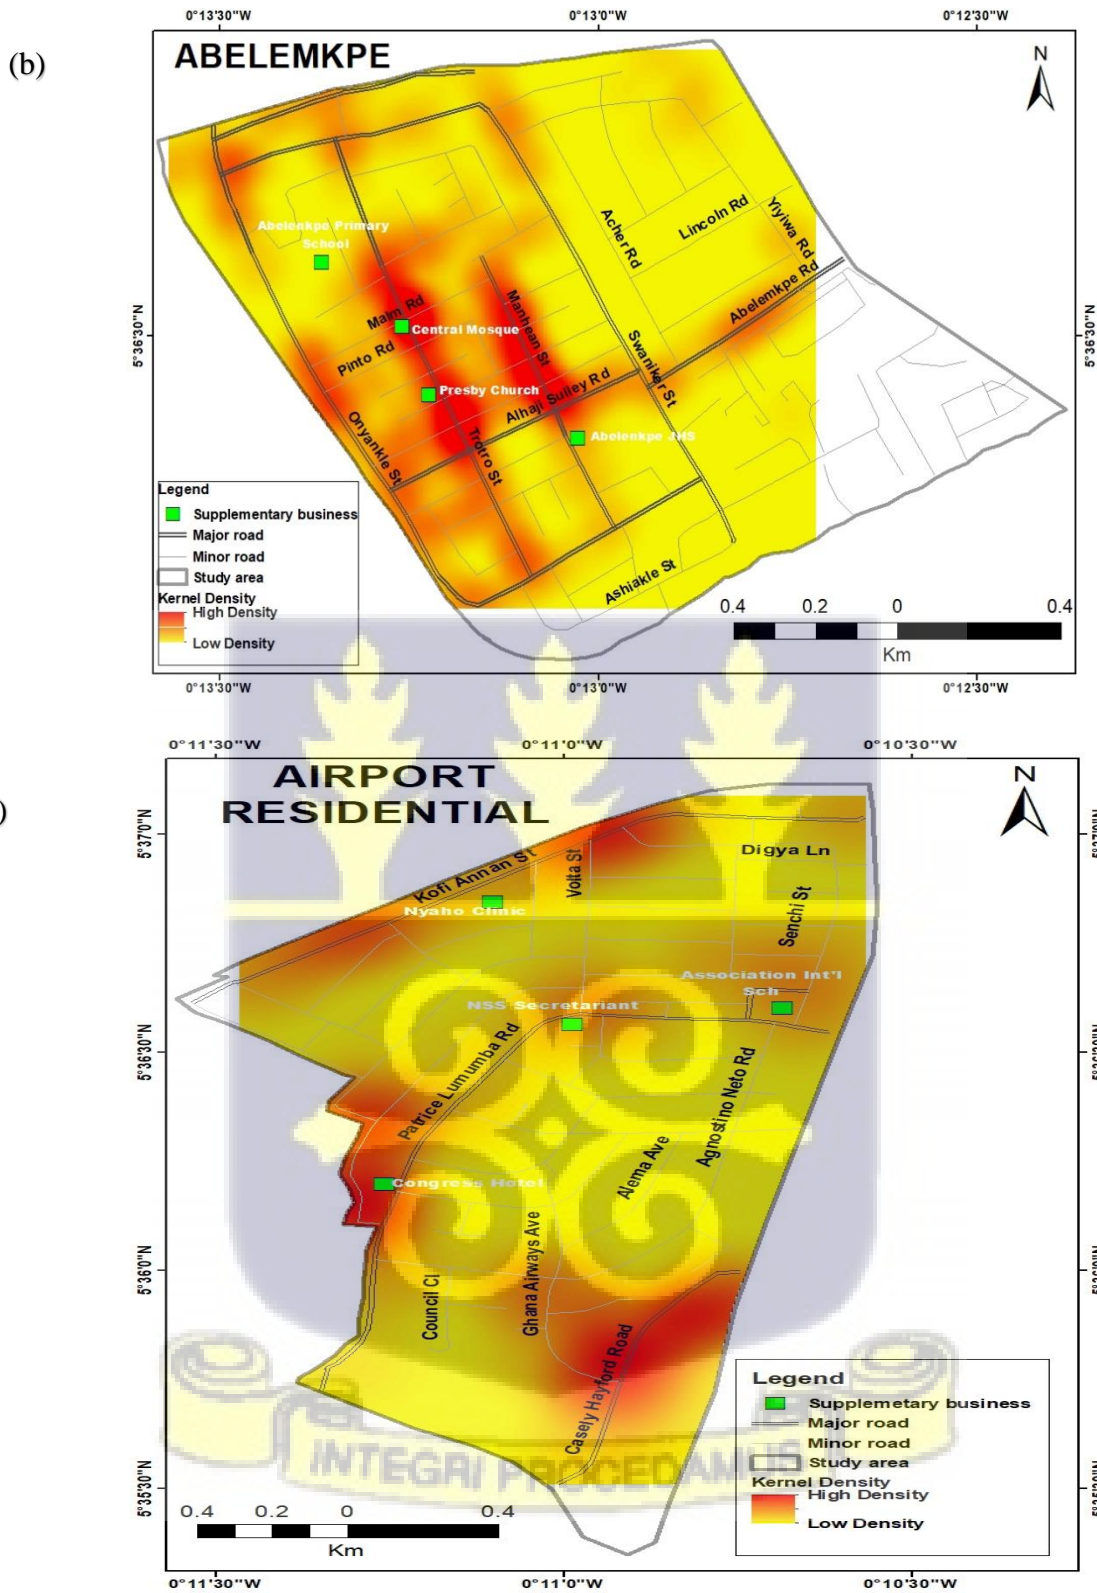 (b)
0°13'30"W 0°13'0"W 0°12'30"W
ABELEMKPE
N
5°36'30"N
5°36'30"N
Abelenkpe Primary
School
Acher Rd
Lincoln Rd
Yiyiwa Rd
Abelemkpe Rd
Malm Rd
Central Mosque
Manhean St
Pinto Rd
Swaniker St
Presby Church
Alhaji Sulley Rd
Onyankle St
Trotro St
Abelenkpe JHS
Ashiakle St
Legend
Supplementary business
Major road
Minor road
Study area
Kernel Density
High Density
Low Density
0.4 0.2 0 0.4
Km
0°13'30"W 0°13'0"W 0°12'30"W
0°11'30"W 0°11'0"W 0°10'30"W
)
AIRPORT
RESIDENTIAL
N
5°37'0"N
Kofi Annan St
Volta St
Digya Ln
Nyaho Clinic
Senchi St
Association Int'l
Sch
NSS Secretariant
5°36'30"N
Patrice Lumumba Rd
Agnostino Neto Rd
Alema Ave
Congress Hotel
5°36'0"N
Council Cl
Ghana Airways Ave
Casely Hayford Road
INTEGRI PROCEDAMUS
5°35'30"N
Legend
Supplemetary business
Major road
Minor road
Study area
Kernel Density
High Density
Low Density
0.4 0.2 0 0.4
Km
0°11'30"W 0°11'0"W 0°10'30"W